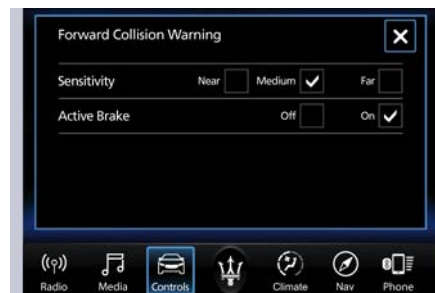 Forward Collision Warning
Sensitivity Near Medium Far
Active Brake Off On
Radio Media Controls Climate Nav Phone